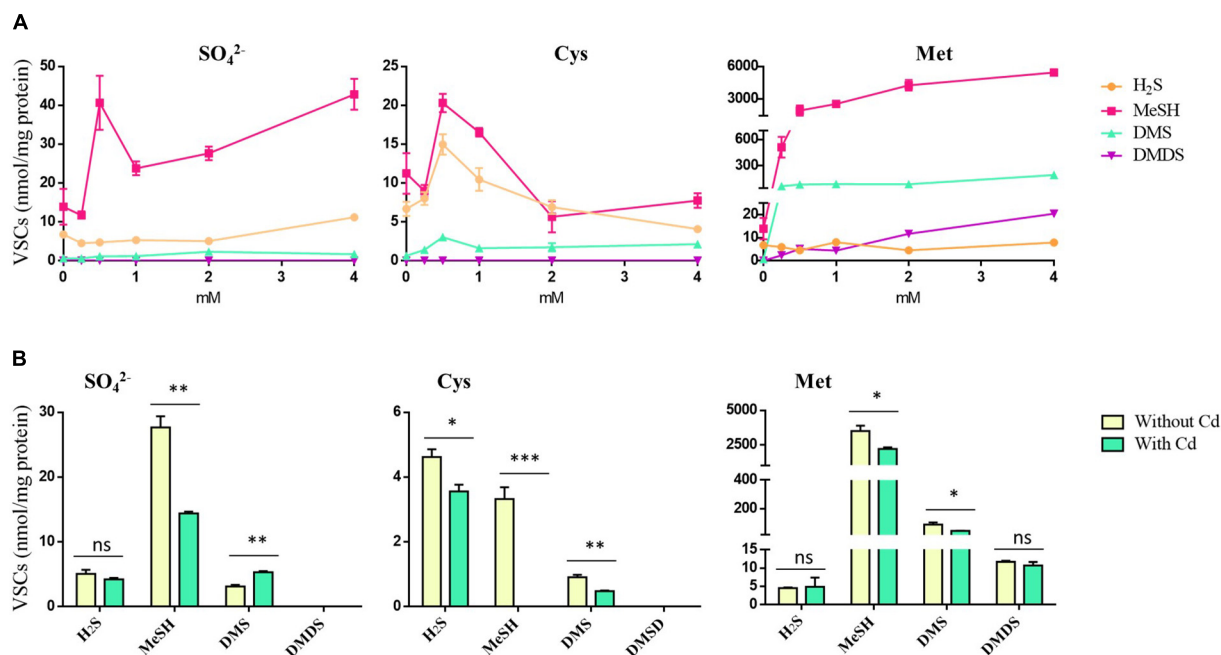 A
SO₄²⁻
Cys
Met
VSCs (nmol/mg protein)
50
40
30
20
10
0
0
1
2
3
4
mM
25
20
15
10
5
0
0
1
2
3
4
mM
6000
3000
600
300
20
10
0
0
1
2
3
4
mM
H₂S
MeSH
DMS
DMDS
B
SO₄²⁻
Cys
Met
VSCs (nmol/mg protein)
30
20
10
0
ns
**
**
H₂S
MeSH
DMS
DMDS
6
4
2
0
*
***
**
H₂S
MeSH
DMS
DMSD
5000
2500
400
200
15
10
5
0
ns
*
*
ns
H₂S
MeSH
DMS
DMDS
Without Cd
With Cd